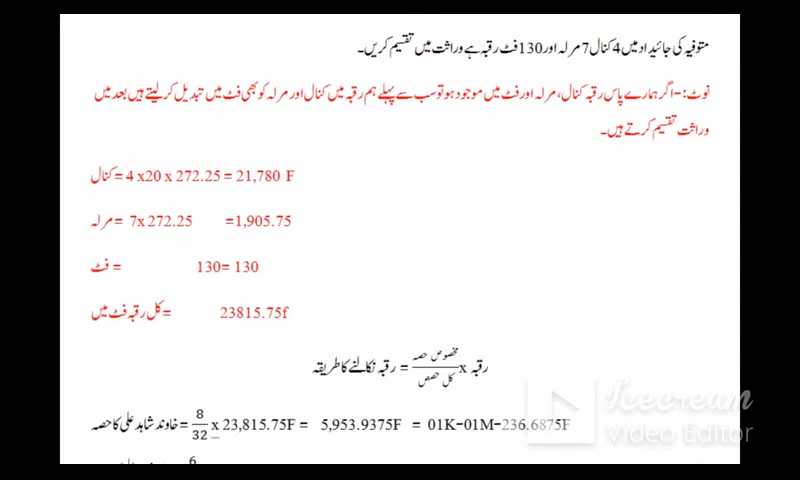 متوفیہ کی جائیداد میں 4 کنال 7 مرلہ اور 130 فٹ رقبہ ہے وراثت میں تقسیم کریں۔
نوٹ:- اگر ہمارے پاس رقبہ کنال، مرلہ اور فٹ میں موجود ہو تو سب سے پہلے ہم رقبہ میں کنال اور مرلہ کو بھی فٹ میں تبدیل کر لیتے ہیں بعد میں
وراثت تقسیم کرتے ہیں۔
کنال = 4 x20 x 272.25 = 21,780 F
مرلہ = 7x 272.25 =1,905.75
فٹ = 130= 130
کل رقبہ فٹ میں = 23815.75f
رقبہ نکالنے کا طریقہ = مخصوص حصہ / کل حصص x رقبہ
خاوند شاہد علی کا حصہ = 8/32 x 23,815.75F = 5,953.9375F = 01K-01M-236.6875F
6
Icecream
Video Editor